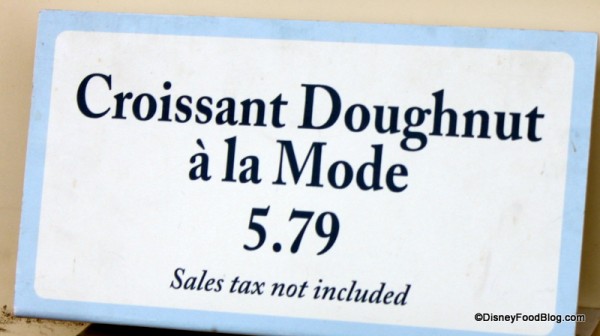 Croissant Doughnut
à la Mode
5.79
Sales tax not included
©DisneyFoodBlog.com